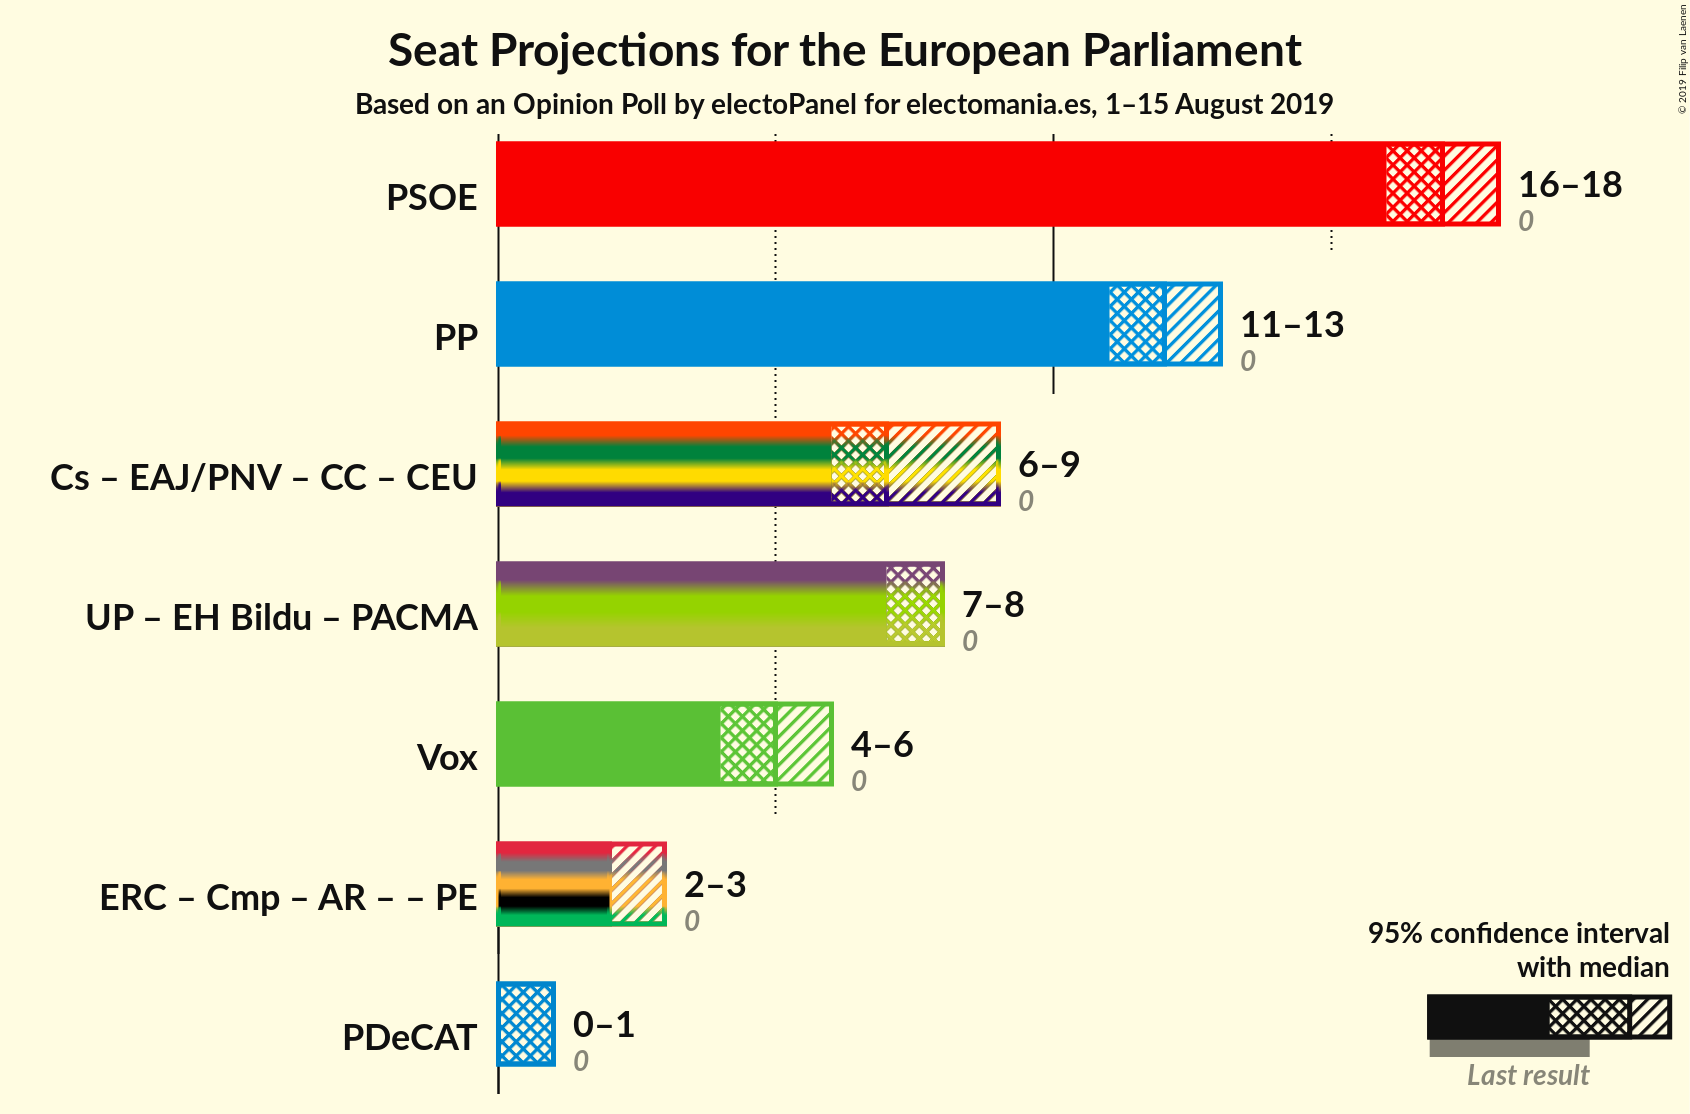 Seat Projections for the European Parliament
Based on an Opinion Poll by electoPanel for electomania.es, 1–15 August 2019
© 2019 Filip van Laenen
PSOE
16–18
0
PP
11–13
0
Cs – EAJ/PNV – CC – CEU
6–9
0
UP – EH Bildu – PACMA
7–8
0
Vox
4–6
0
ERC – Cmp – AR – – PE
2–3
0
PDeCAT
0–1
0
95% confidence interval
with median
Last result